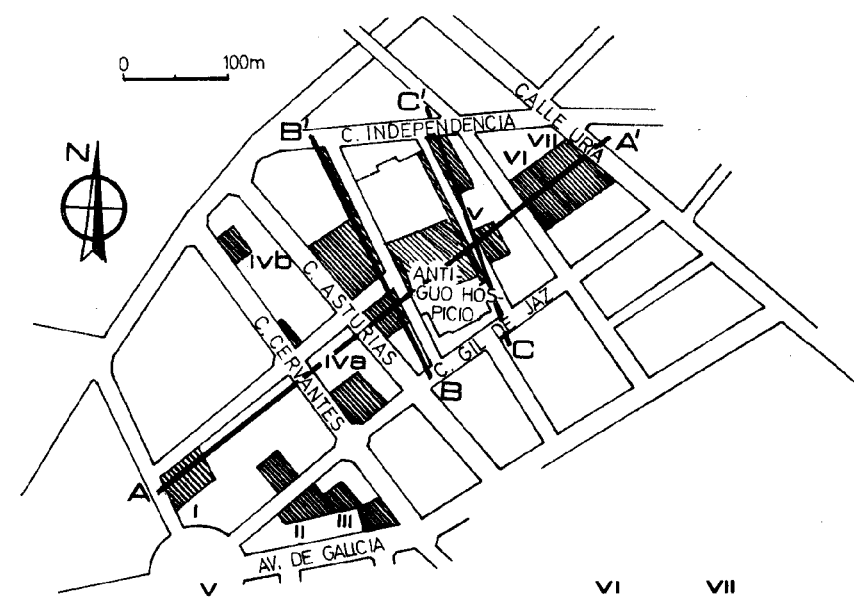 0 100m
N
CALLE URÍA
C'
C. INDEPENDENCIA
B'
A'
VII
VI
V
IVb
C. ASTURIAS
ANTI-
GUO HOS-
PICIO
C. GIL DE JAZ
C. CERVANTES
IVa
C
B
A
I
II
III
AV. DE GALICIA
V VI VII